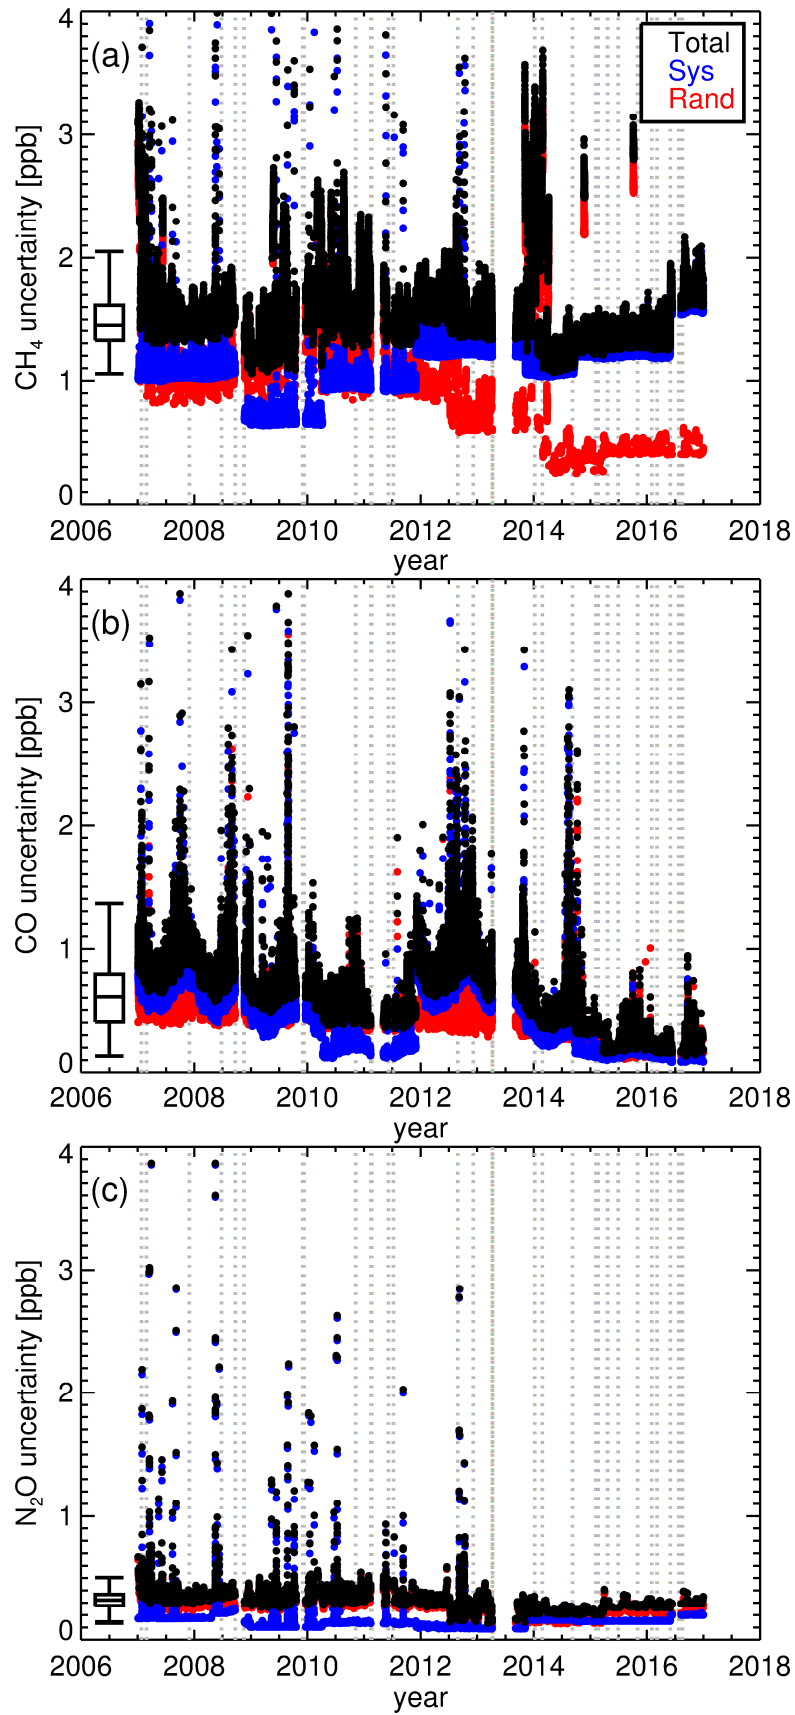 4
(a)
Total
Sys
Rand
3
2
1
0
CH4 uncertainty [ppb]
2006 2008 2010 2012 2014 2016 2018
year
4
(b)
3
2
1
0
CO uncertainty [ppb]
2006 2008 2010 2012 2014 2016 2018
year
4
(c)
3
2
1
0
N2O uncertainty [ppb]
2006 2008 2010 2012 2014 2016 2018
year